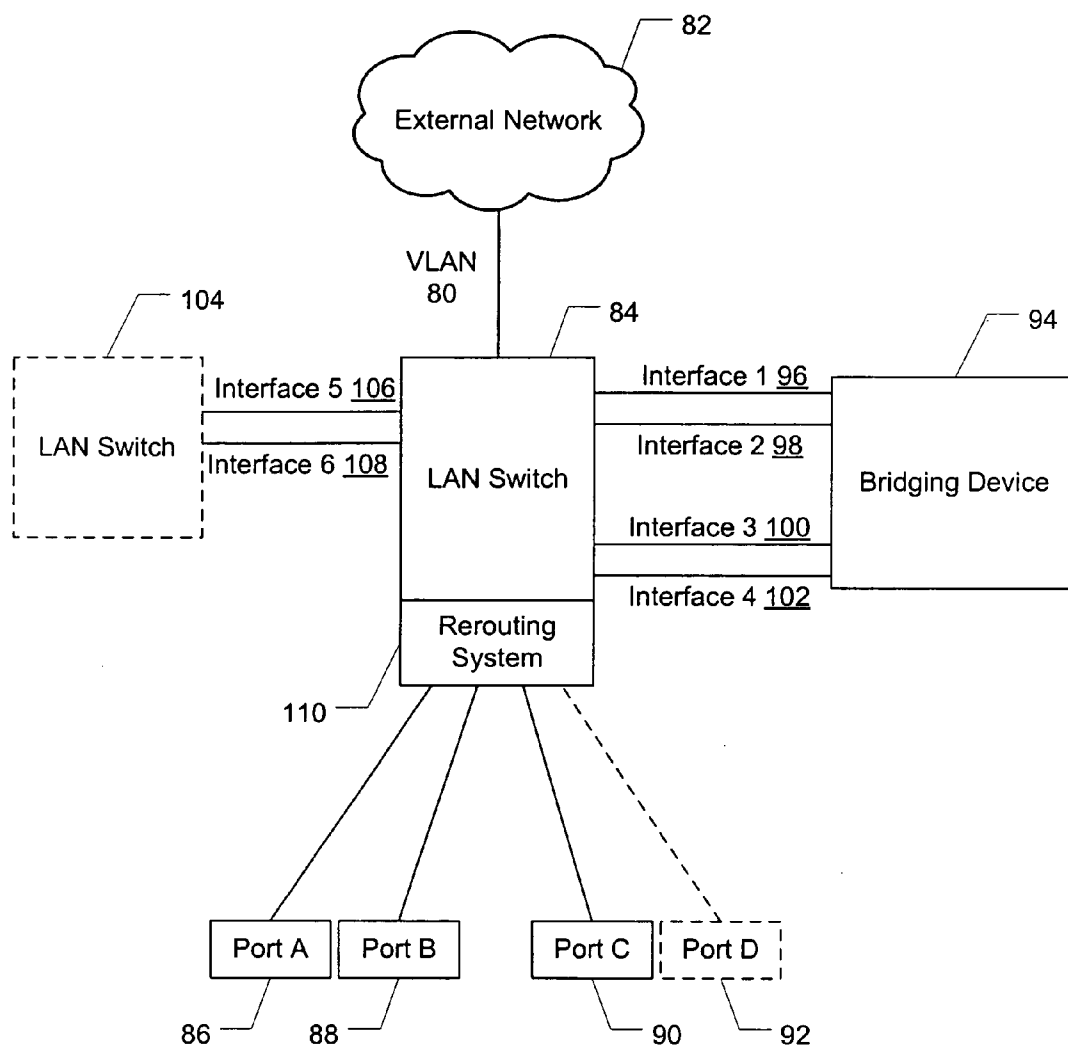 82
External Network
VLAN
80
104
84
94
Interface 5 106
Interface 1 96
LAN Switch
Interface 2 98
Interface 6 108
LAN Switch
Bridging Device
Interface 3 100
Interface 4 102
Rerouting
System
110
Port A
Port B
Port C
Port D
86
88
90
92